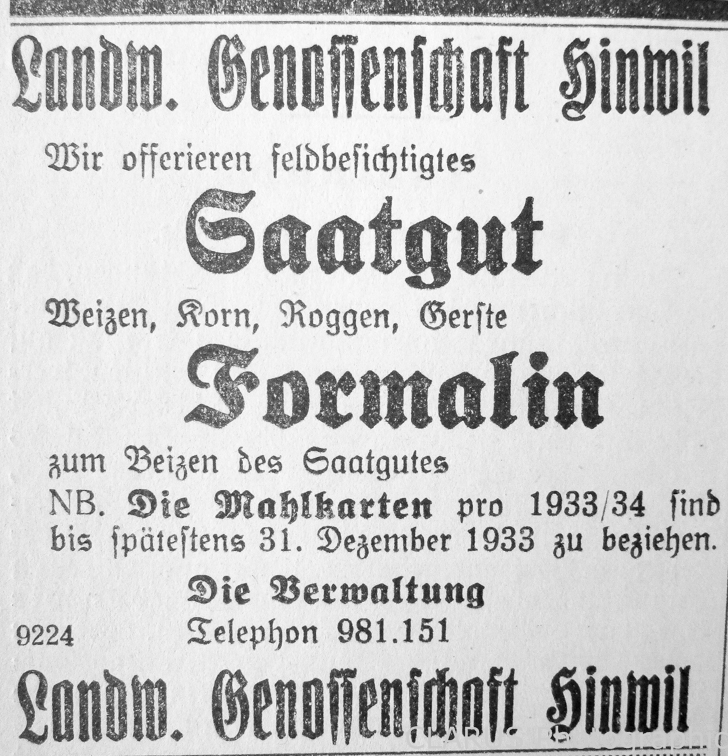 Landw. Genossenschaft Hinwil
Wir offerieren feldbesichtigtes
Saatgut
Weizen, Korn, Roggen, Gerste
Formalin
zum Beizen des Saatgutes
NB. Die Mahlkarten pro 1933/34 sind
bis spätestens 31. Dezember 1933 zu beziehen.
Die Verwaltung
9224 Telephon 981.151
Landw. Genossenschaft Hinwil